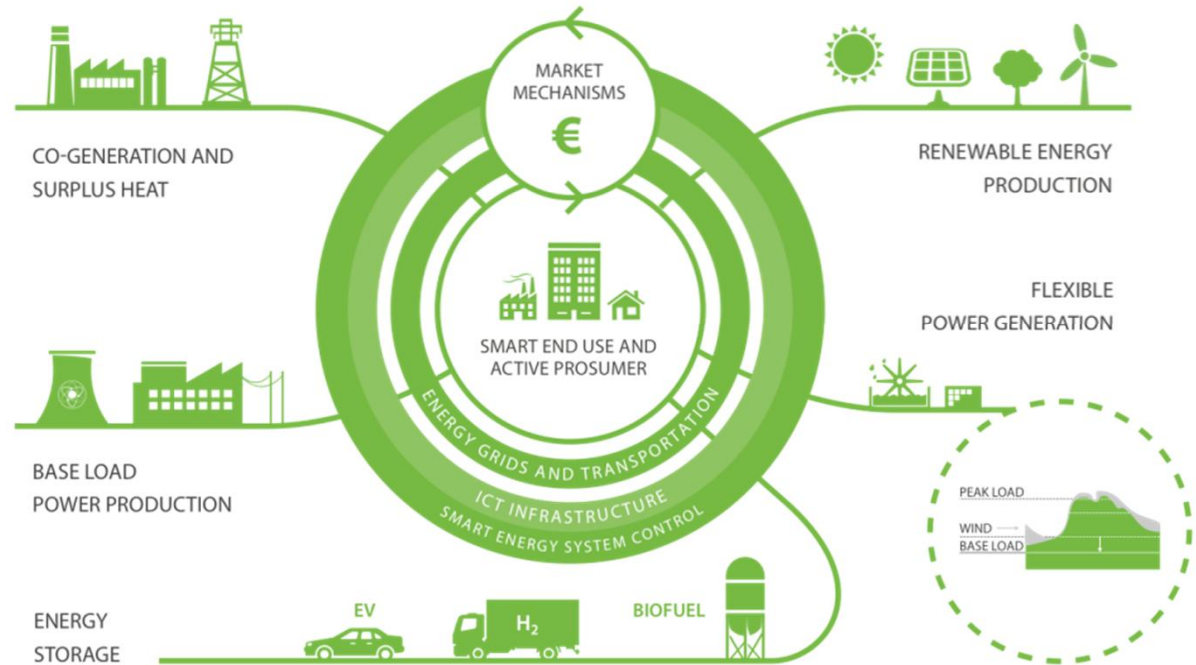 MARKET
MECHANISMS
€
CO-GENERATION AND
SURPLUS HEAT
RENEWABLE ENERGY
PRODUCTION
SMART END USE AND
ACTIVE PROSUMER
FLEXIBLE
POWER GENERATION
BASE LOAD
POWER PRODUCTION
ENERGY GRIDS AND TRANSPORTATION
ICT INFRASTRUCTURE
SMART ENERGY SYSTEM CONTROL
PEAK LOAD
WIND
BASE LOAD
ENERGY
STORAGE
EV
H₂
BIOFUEL